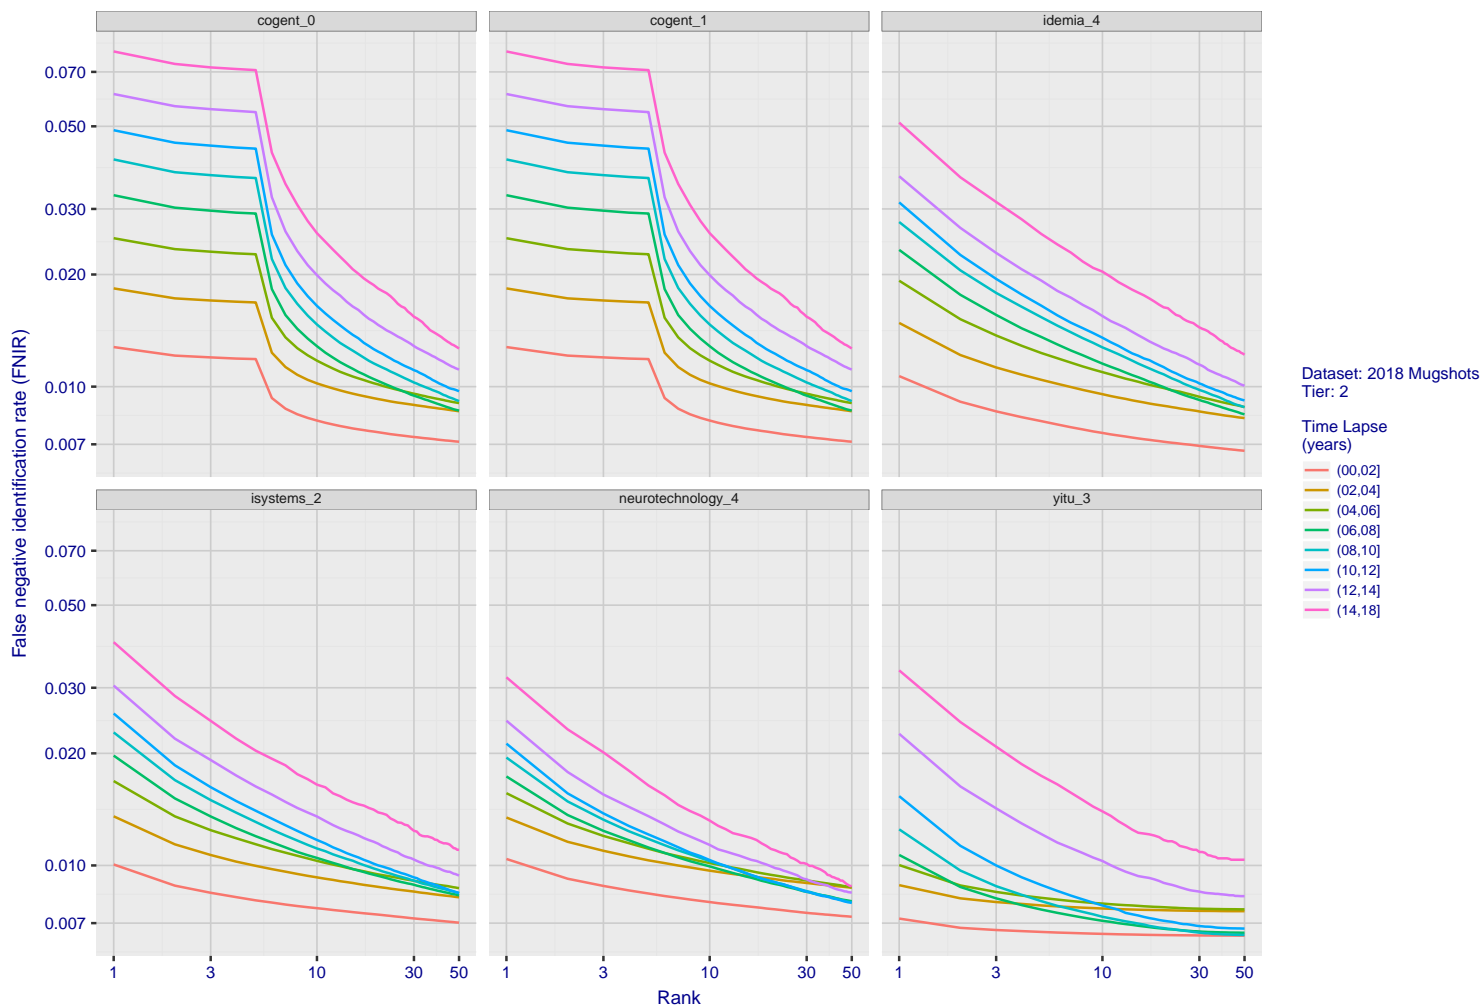 cogent_0
cogent_1
idemia_4
0.070
0.050
0.030
0.020
0.010
0.007
isystems_2
neurotechnology_4
yitu_3
0.070
0.050
0.030
0.020
0.010
0.007
1
3
10
30
50
1
3
10
30
50
1
3
10
30
50
Rank
False negative identification rate (FNIR)
Dataset: 2018 Mugshots
Tier: 2
Time Lapse
(years)
(00,02]
(02,04]
(04,06]
(06,08]
(08,10]
(10,12]
(12,14]
(14,18]